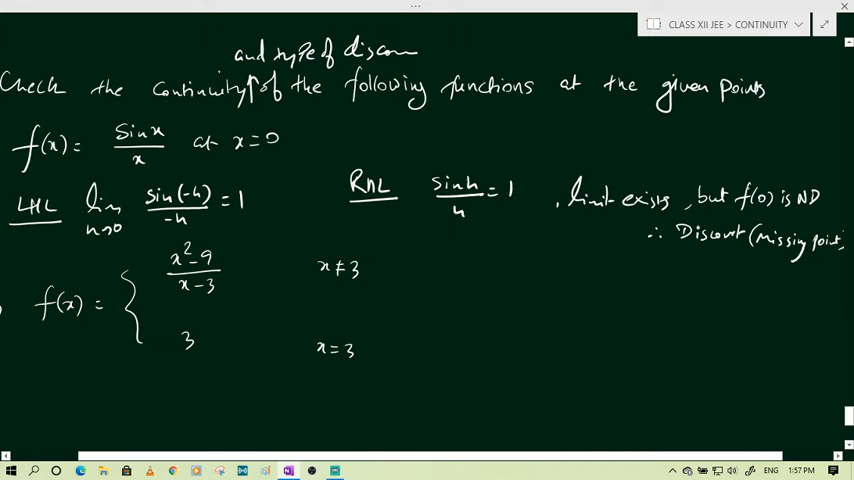 CLASS XII JEE > CONTINUITY
and type of discon
Check the continuity of the following functions at the given points
f(x) = sinx/x at x=0
LHL lim h→0 sin(-h)/-h = 1 RHL sinh/h = 1 , limit exists, but f(0) is ND
∴ Discont (Missing point)
f(x) = { x²-9/x-3 x≠3
3 x=3
ENG 1:57 PM